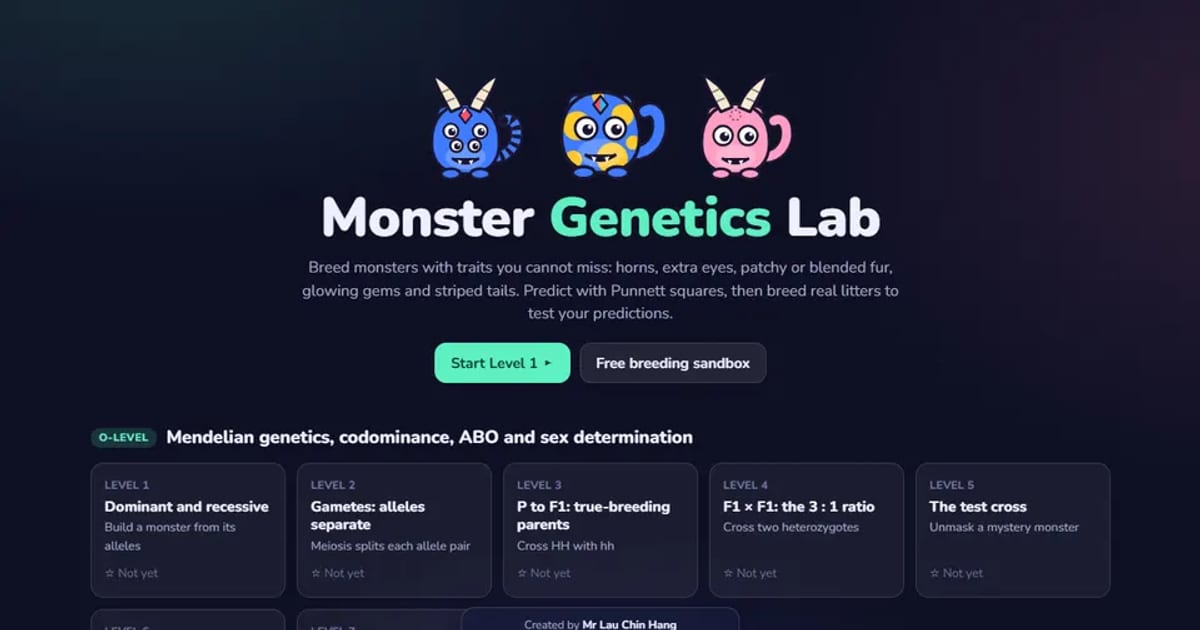 Monster Genetics Lab
Breed monsters with traits you cannot miss: horns, extra eyes, patchy or blended fur,
glowing gems and striped tails. Predict with Punnett squares, then breed real litters to
test your predictions.
Start Level 1 ▸
Free breeding sandbox
O-LEVEL Mendelian genetics, codominance, ABO and sex determination
LEVEL 1
Dominant and recessive
Build a monster from its
alleles
☆ Not yet
LEVEL 2
Gametes: alleles
separate
Meiosis splits each allele pair
☆ Not yet
LEVEL 3
P to F1: true-breeding
parents
Cross HH with hh
☆ Not yet
LEVEL 4
F1 × F1: the 3 : 1 ratio
Cross two heterozygotes
☆ Not yet
LEVEL 5
The test cross
Unmask a mystery monster
☆ Not yet
Created by Mr Lau Chin Hang